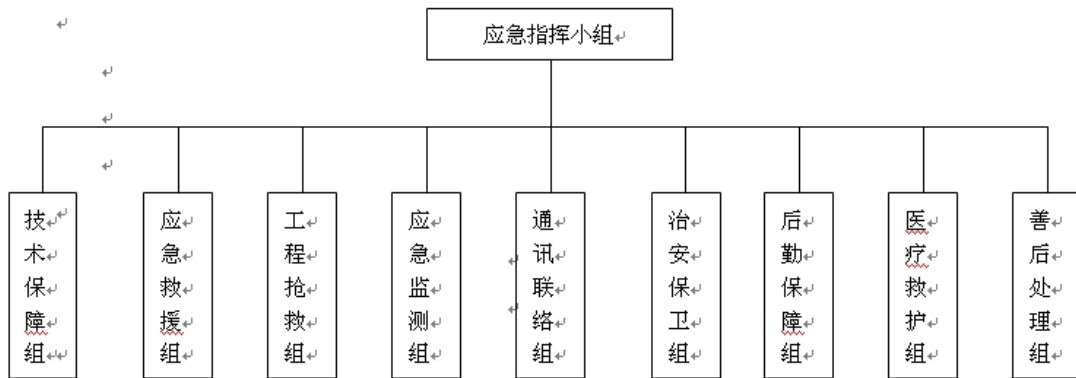 应急指挥小组
技术保障组
应急救援组
工程抢救组
应急监测组
通讯联络组
治安保卫组
后勤保障组
医疗救护组
善后处理组